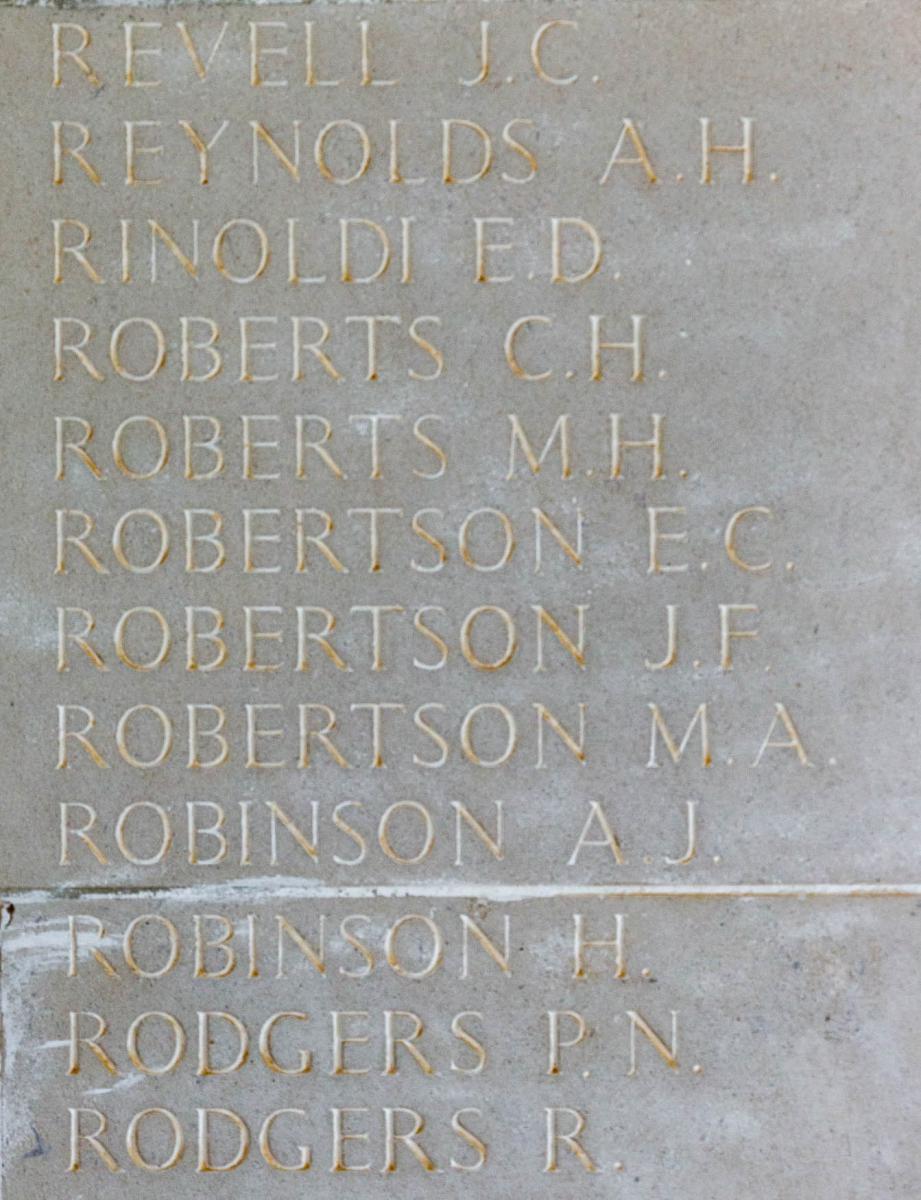 REVELL J.C.
REYNOLDS A.H.
RINOLDI E.D.
ROBERTS C.H.
ROBERTS M.H.
ROBERTSON E.C.
ROBERTSON J.F.
ROBERTSON M.A.
ROBINSON A.J.
ROBINSON H.
RODGERS P.N.
RODGERS R.